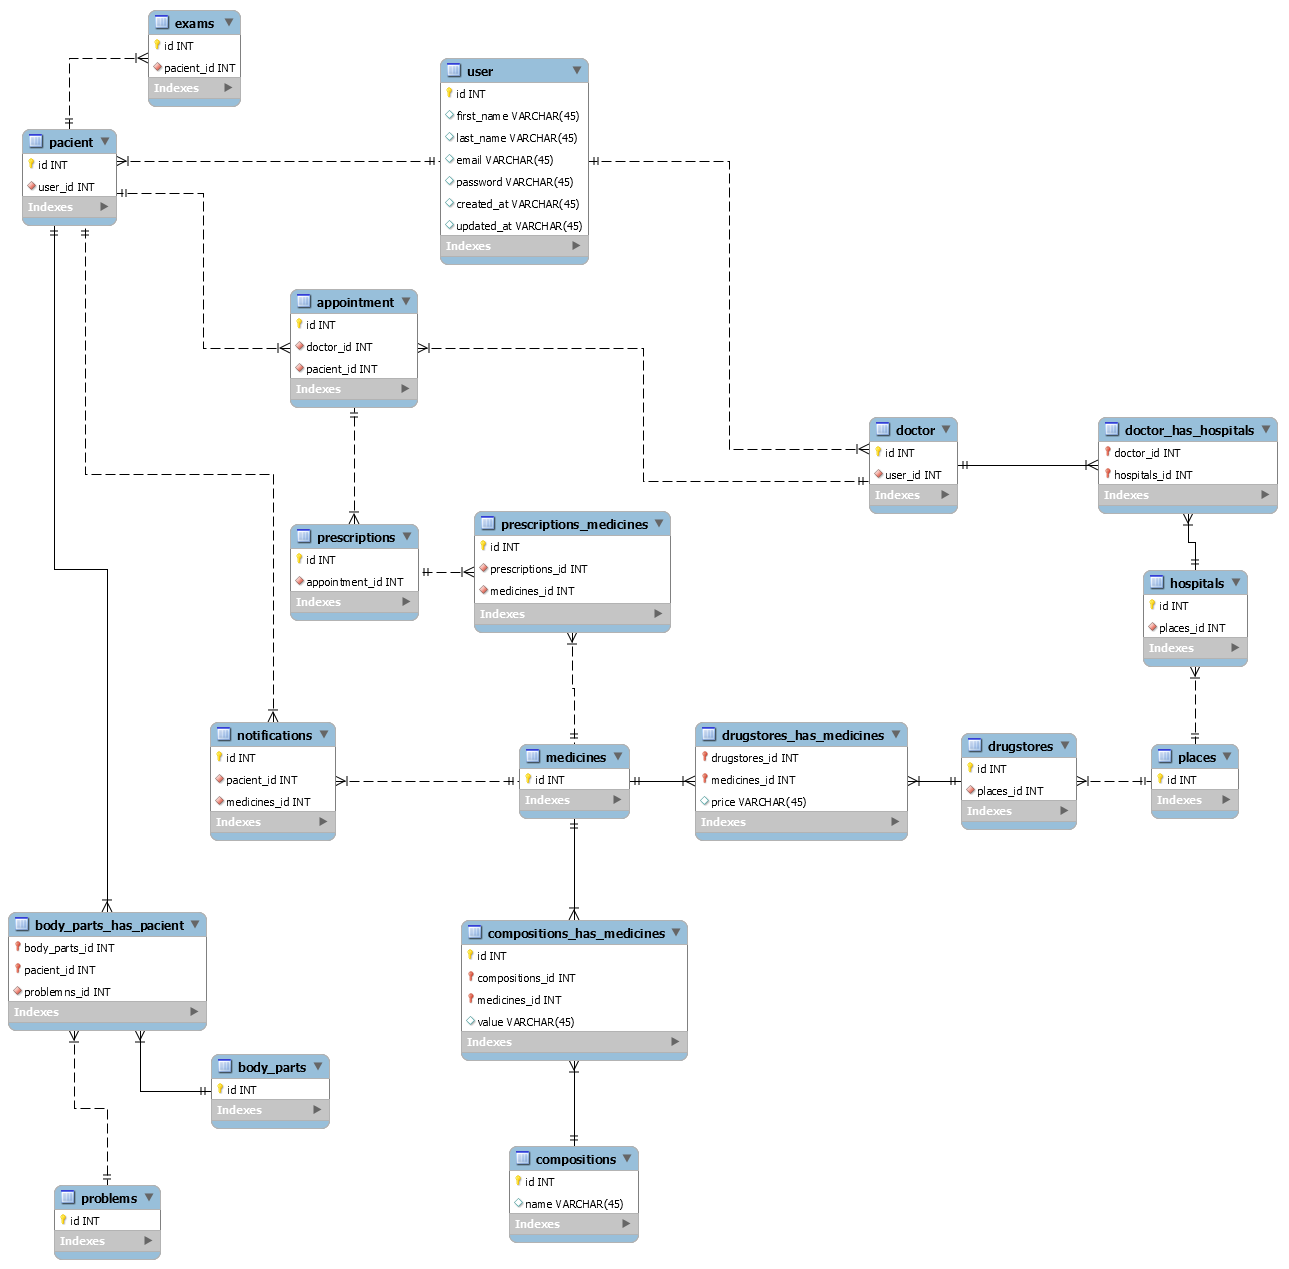 exams
id INT
pacient_id INT
Indexes
user
id INT
first_name VARCHAR(45)
last_name VARCHAR(45)
email VARCHAR(45)
password VARCHAR(45)
created_at VARCHAR(45)
updated_at VARCHAR(45)
Indexes
pacient
id INT
user_id INT
Indexes
appointment
id INT
doctor_id INT
pacient_id INT
Indexes
doctor
id INT
user_id INT
Indexes
doctor_has_hospitals
doctor_id INT
hospitals_id INT
Indexes
prescriptions
id INT
appointment_id INT
Indexes
prescriptions_medicines
id INT
prescriptions_id INT
medicines_id INT
Indexes
hospitals
id INT
places_id INT
Indexes
notifications
id INT
pacient_id INT
medicines_id INT
Indexes
medicines
id INT
Indexes
drugstores_has_medicines
drugstores_id INT
medicines_id INT
price VARCHAR(45)
Indexes
drugstores
id INT
places_id INT
Indexes
places
id INT
Indexes
body_parts_has_pacient
body_parts_id INT
pacient_id INT
problemns_id INT
Indexes
compositions_has_medicines
id INT
compositions_id INT
medicines_id INT
value VARCHAR(45)
Indexes
body_parts
id INT
Indexes
compositions
id INT
name VARCHAR(45)
Indexes
problems
id INT
Indexes